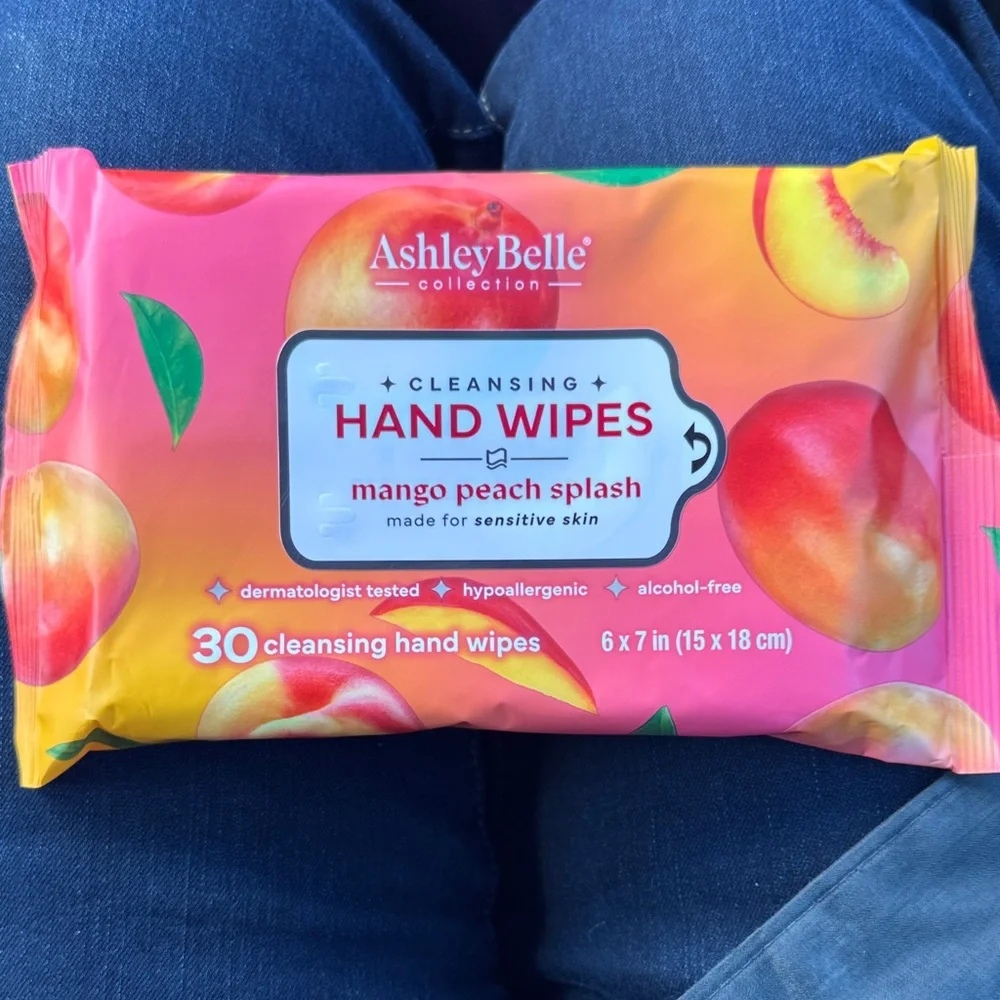 AshleyBelle®
collection
CLEANSING
HAND WIPES
mango peach splash
made for sensitive skin
dermatologist tested hypoallergenic alcohol-free
30 cleansing hand wipes 6 x 7 in (15 x 18 cm)